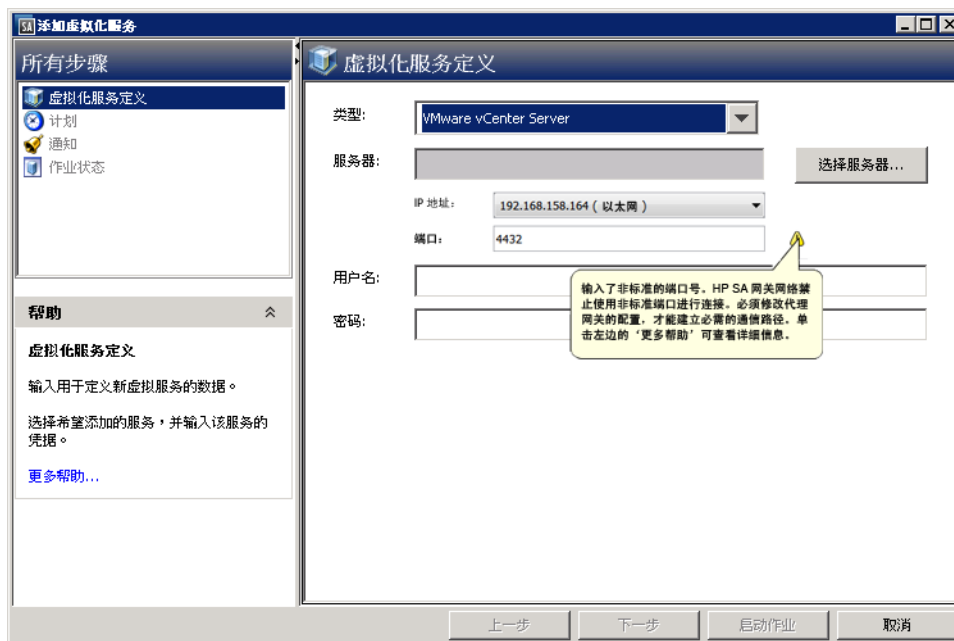 SA 添加虚拟化服务
所有步骤
虚拟化服务定义
计划
通知
作业状态
帮助
虚拟化服务定义
输入用于定义新虚拟服务的数据。
选择希望添加的服务，并输入该服务的
凭据。
更多帮助...
虚拟化服务定义
类型:
VMware vCenter Server
服务器:
选择服务器...
IP 地址:
192.168.158.164 ( 以太网 )
端口:
4432
用户名:
密码:
输入了非标准的端口号。HP SA 网关网络禁
止使用非标准端口进行连接。必须修改代理
网关的配置，才能建立必需的通信路径。单
击左边的‘更多帮助’可查看详细信息。
上一步
下一步
启动作业
取消